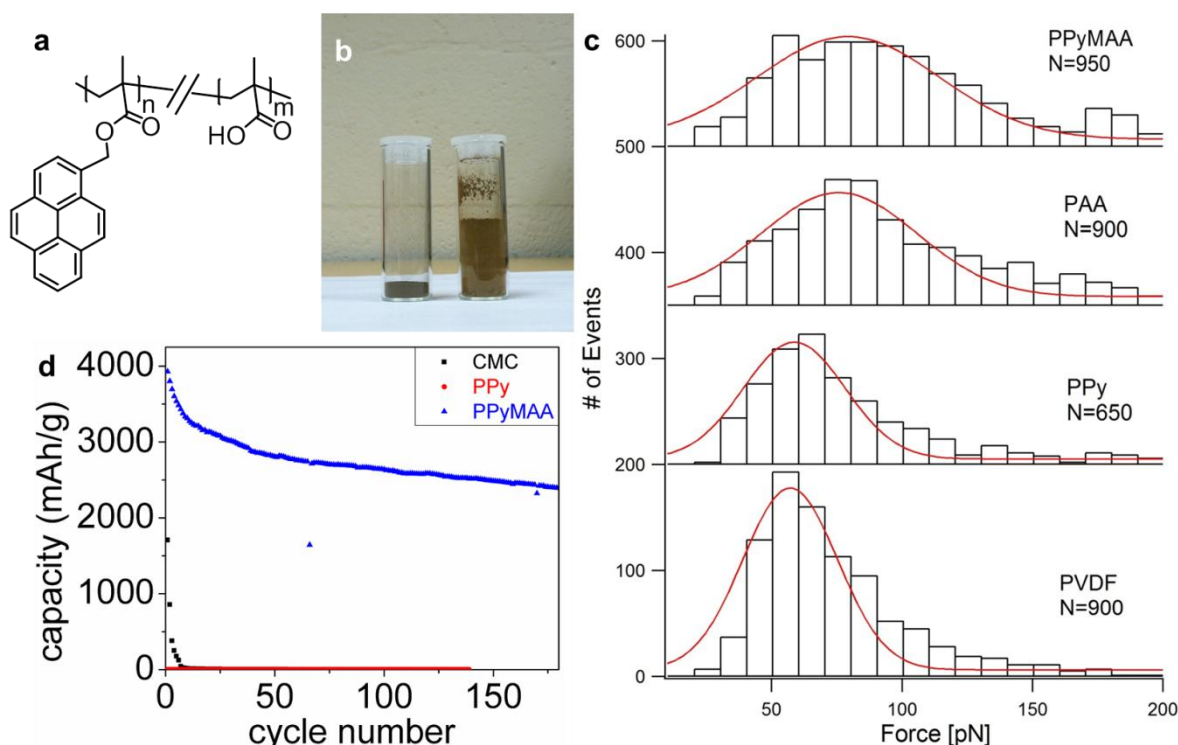 a
n
m
O
O
HO
O
b
c
# of Events
600
500
PPyMAA
N=950
400
PAA
N=900
300
200
PPy
N=650
100
0
PVDF
N=900
50
100
150
200
Force [pN]
d
CMC
PPy
PPyMAA
capacity (mAh/g)
4000
3000
2000
1000
0
0
50
100
150
cycle number